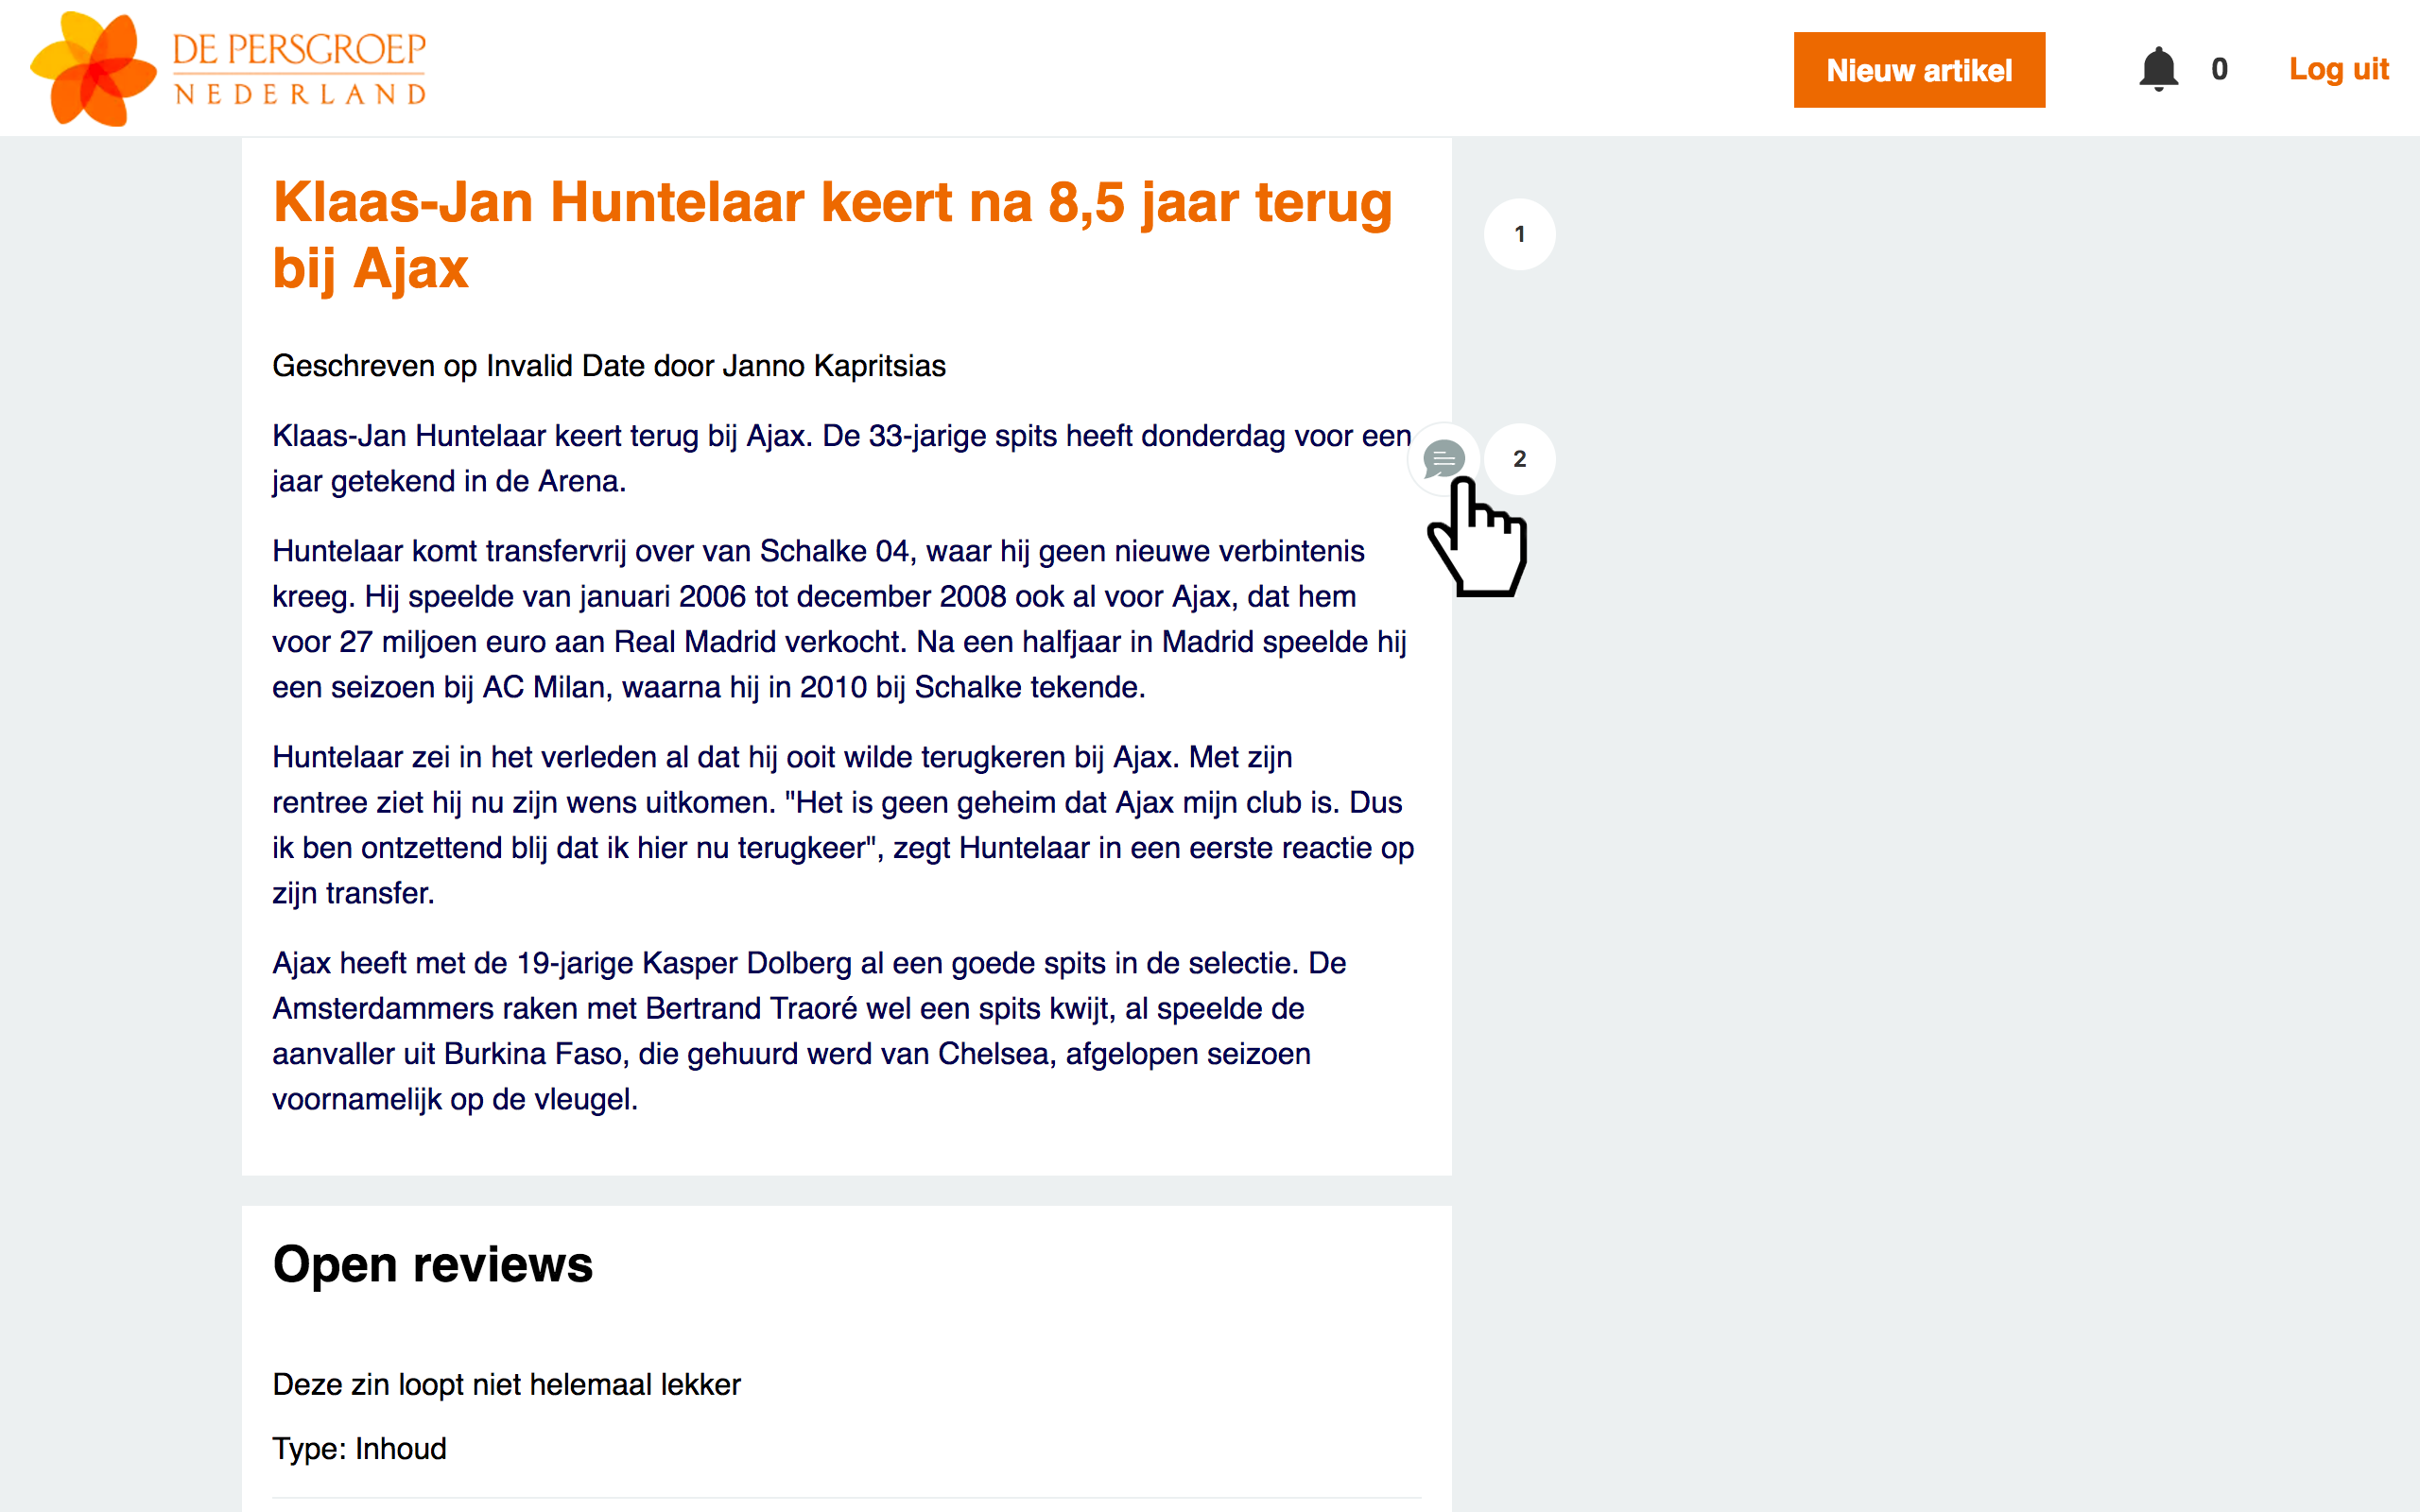 DE PERSGROEP
NEDERLAND
Nieuw artikel
0
Log uit
Klaas-Jan Huntelaar keert na 8,5 jaar terug
bij Ajax
1
Geschreven op Invalid Date door Janno Kapritsias
Klaas-Jan Huntelaar keert terug bij Ajax. De 33-jarige spits heeft donderdag voor een
jaar getekend in de Arena.
2
Huntelaar komt transfervrij over van Schalke 04, waar hij geen nieuwe verbintenis
kreeg. Hij speelde van januari 2006 tot december 2008 ook al voor Ajax, dat hem
voor 27 miljoen euro aan Real Madrid verkocht. Na een halfjaar in Madrid speelde hij
een seizoen bij AC Milan, waarna hij in 2010 bij Schalke tekende.
Huntelaar zei in het verleden al dat hij ooit wilde terugkeren bij Ajax. Met zijn
rentree ziet hij nu zijn wens uitkomen. "Het is geen geheim dat Ajax mijn club is. Dus
ik ben ontzettend blij dat ik hier nu terugkeer", zegt Huntelaar in een eerste reactie op
zijn transfer.
Ajax heeft met de 19-jarige Kasper Dolberg al een goede spits in de selectie. De
Amsterdammers raken met Bertrand Traoré wel een spits kwijt, al speelde de
aanvaller uit Burkina Faso, die gehuurd werd van Chelsea, afgelopen seizoen
voornamelijk op de vleugel.
Open reviews
Deze zin loopt niet helemaal lekker
Type: Inhoud